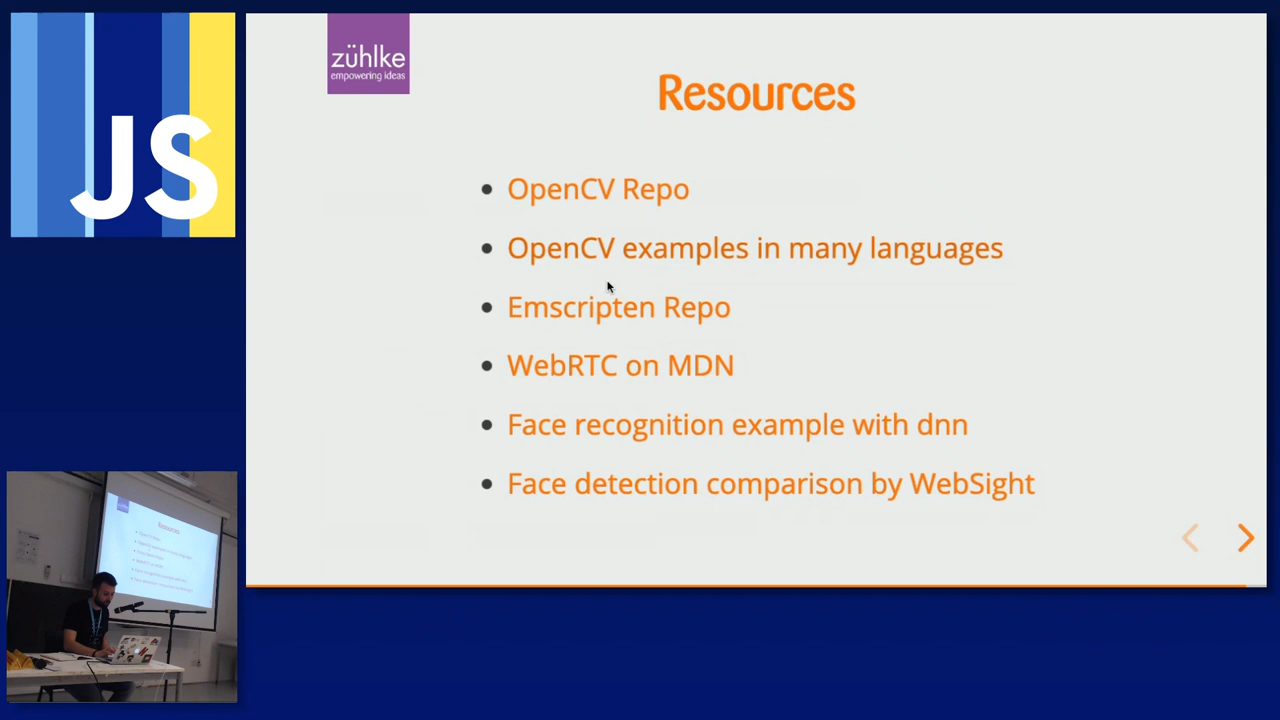 JS
zühlke
empowering ideas
Resources
OpenCV Repo
OpenCV examples in many languages
Emscripten Repo
WebRTC on MDN
Face recognition example with dnn
Face detection comparison by WebSight